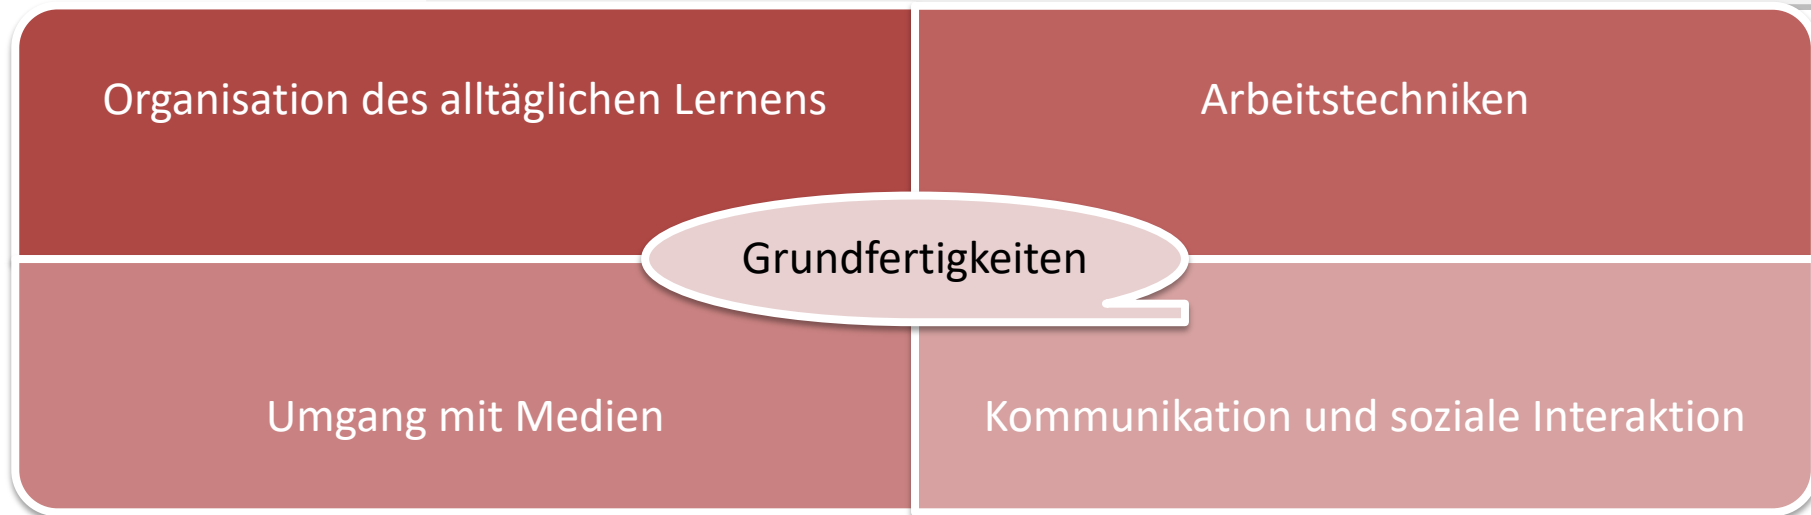 Organisation des alltäglichen Lernens
Arbeitstechniken
Grundfertigkeiten
Umgang mit Medien
Kommunikation und soziale Interaktion